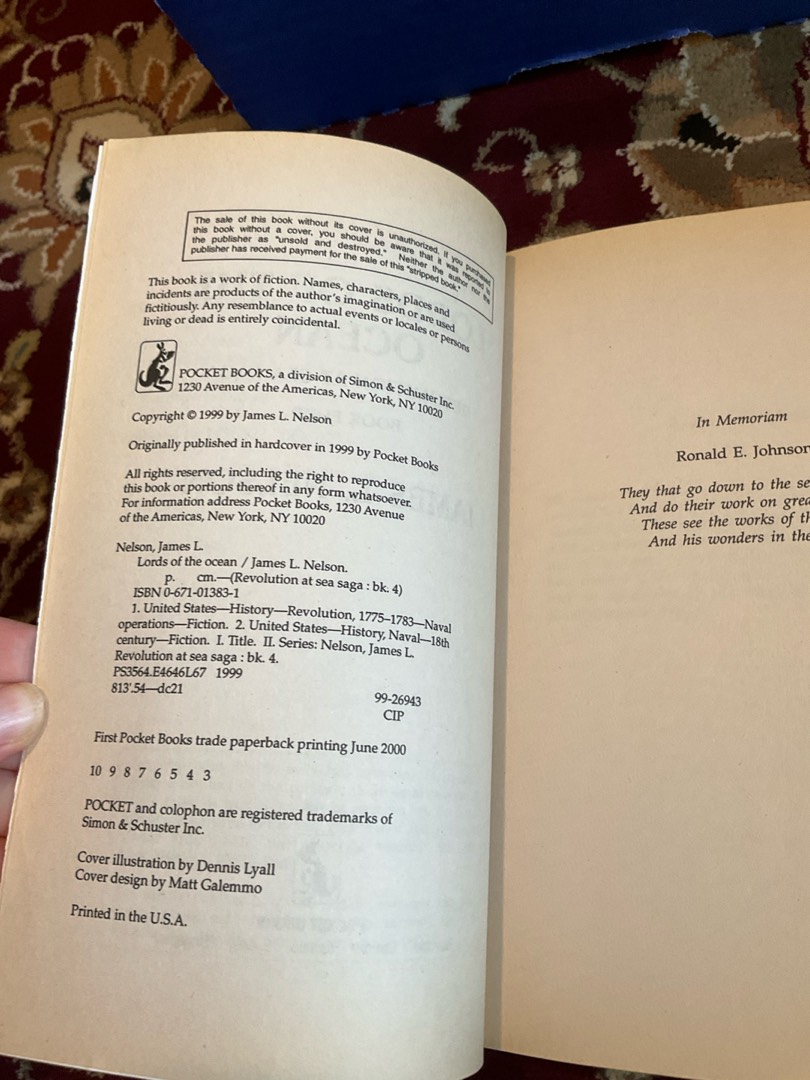 The sale of this book without its cover is unauthorized. If you purchased
this book without a cover, you should be aware that it was reported to
the publisher as "unsold and destroyed." Neither the author nor the
publisher has received payment for the sale of this "stripped book."
This book is a work of fiction. Names, characters, places and
incidents are products of the author's imagination or are used
fictitiously. Any resemblance to actual events or locales or persons
living or dead is entirely coincidental.
POCKET BOOKS, a division of Simon & Schuster Inc.
1230 Avenue of the Americas, New York, NY 10020
Copyright © 1999 by James L. Nelson
Originally published in hardcover in 1999 by Pocket Books
All rights reserved, including the right to reproduce
this book or portions thereof in any form whatsoever.
For information address Pocket Books, 1230 Avenue
of the Americas, New York, NY 10020
Nelson, James L.
Lords of the ocean / James L. Nelson.
p. cm.—(Revolution at sea saga : bk. 4)
ISBN 0-671-01383-1
1. United States—History—Revolution, 1775–1783—Naval
operations—Fiction. 2. United States—History, Naval—18th
century—Fiction. I. Title. II. Series: Nelson, James L.
Revolution at sea saga : bk. 4.
PS3564.E4646L67 1999
813'.54—dc21
99-26943
CIP
First Pocket Books trade paperback printing June 2000
10 9 8 7 6 5 4 3
POCKET and colophon are registered trademarks of
Simon & Schuster Inc.
Cover illustration by Dennis Lyall
Cover design by Matt Galemmo
Printed in the U.S.A.
In Memoriam
Ronald E. Johnson
They that go down to the se
And do their work on grea
These see the works of th
And his wonders in the